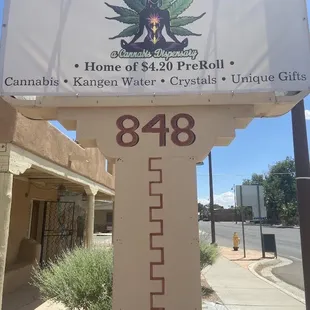 a Cannabis Dispensary
• Home of $4.20 PreRoll •
Cannabis • Kangen Water • Crystals • Unique Gifts
848